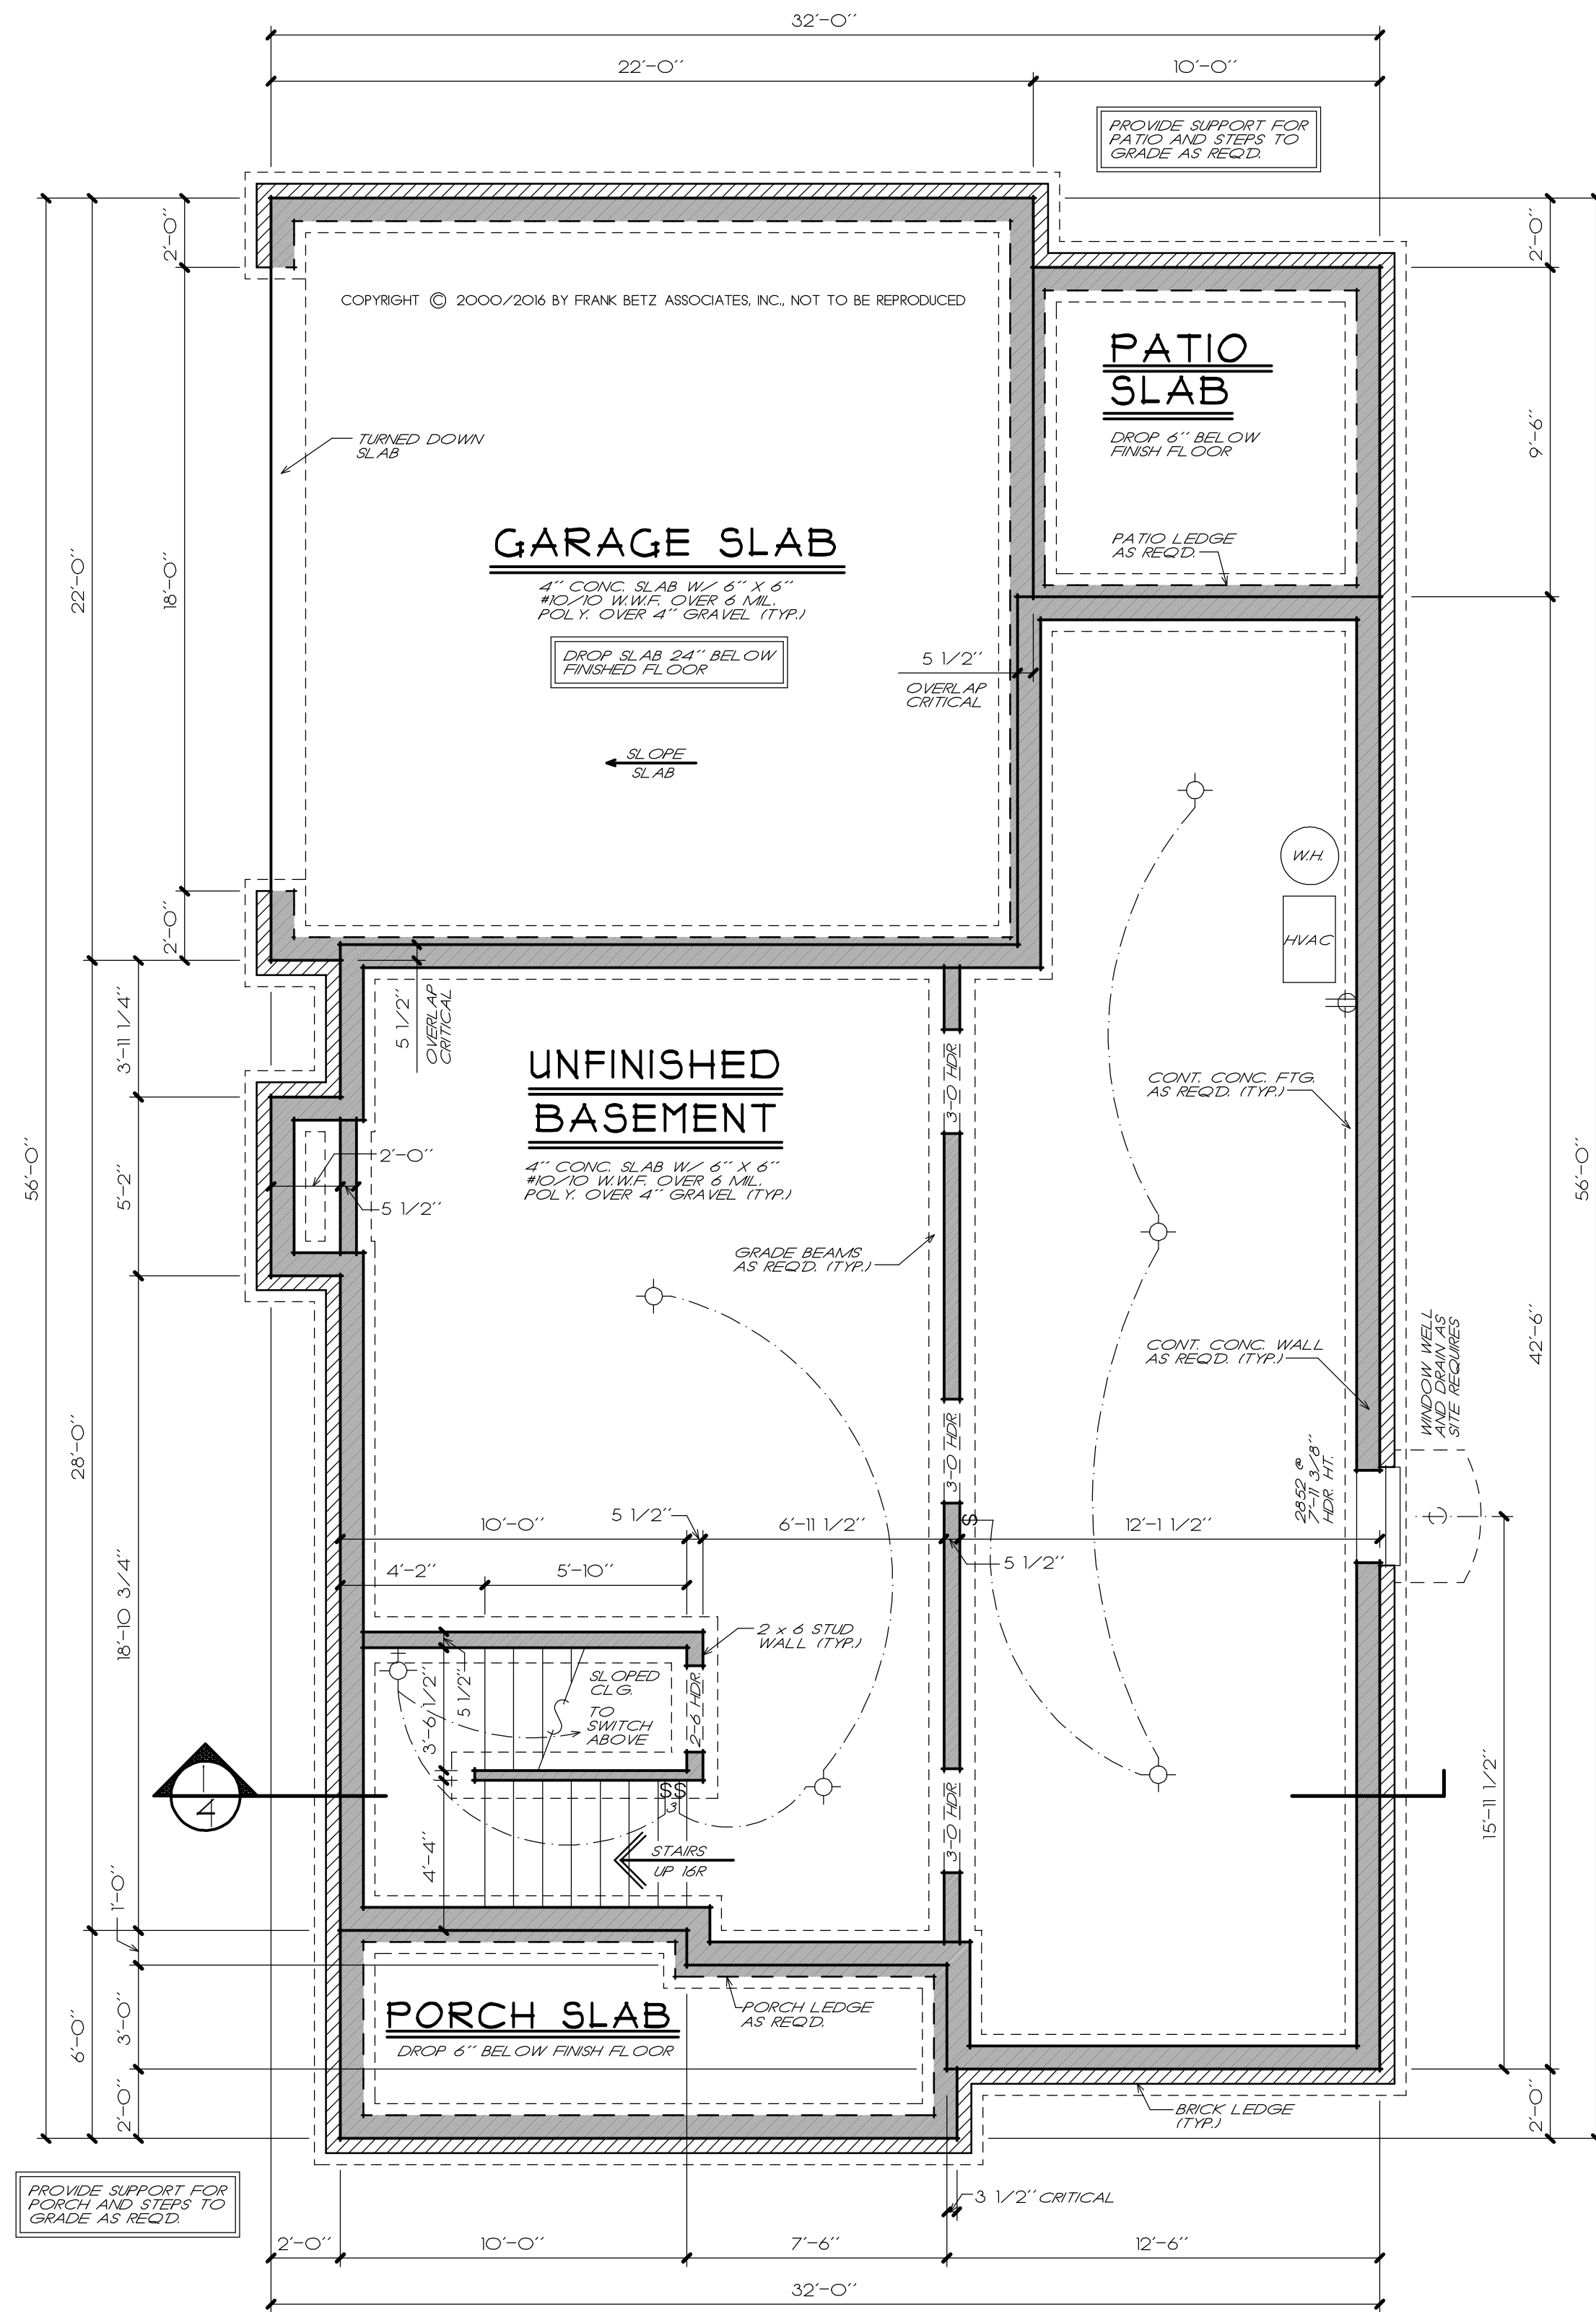 32'-0''
22'-0''
10'-0''
PROVIDE SUPPORT FOR
PATIO AND STEPS TO
GRADE AS REQ'D.
2'-0''
2'-0''
COPYRIGHT © 2000/2016 BY FRANK BETZ ASSOCIATES, INC., NOT TO BE REPRODUCED
PATIO
SLAB
DROP 6'' BELOW
FINISH FLOOR
9'-6''
TURNED DOWN
SLAB
GARAGE SLAB
4'' CONC. SLAB W/ 6'' X 6''
#10/10 W.W.F. OVER 6 MIL.
POLY. OVER 4'' GRAVEL (TYP.)
PATIO LEDGE
AS REQ'D.
22'-0''
18'-0''
DROP SLAB 24'' BELOW
FINISHED FLOOR
5 1/2''
OVERLAP
CRITICAL
SLOPE
SLAB
W.H.
HVAC
2'-0''
3'-11 1/4''
5 1/2''
OVERLAP
CRITICAL
UNFINISHED
BASEMENT
4'' CONC. SLAB W/ 6'' X 6''
#10/10 W.W.F. OVER 6 MIL.
POLY. OVER 4'' GRAVEL (TYP.)
3-0 HDR.
CONT. CONC. FTG.
AS REQ'D. (TYP.)
56'-0''
56'-0''
5'-2''
2'-0''
5 1/2''
GRADE BEAMS
AS REQ'D. (TYP.)
CONT. CONC. WALL
AS REQ'D. (TYP.)
42'-6''
WINDOW WELL
AND DRAIN AS
SITE REQUIRES
28'-0''
3-0 HDR.
2852 @
7'-11 3/8''
HDR. HT.
10'-0''
5 1/2''
6'-11 1/2''
S
12'-1 1/2''
5 1/2''
4'-2''
5'-10''
18'-10 3/4''
2 x 6 STUD
WALL (TYP.)
5 1/2''
3'-6 1/2''
SLOPED
CLG.
TO
SWITCH
ABOVE
2-6 HDR.
SS
3
4
3-0 HDR.
15'-11 1/2''
4'-4''
STAIRS
UP 16R
1'-0''
6'-0''
3'-0''
2'-0''
PORCH SLAB
DROP 6'' BELOW FINISH FLOOR
PORCH LEDGE
AS REQ'D.
BRICK LEDGE
(TYP.)
2'-0''
PROVIDE SUPPORT FOR
PORCH AND STEPS TO
GRADE AS REQ'D.
3 1/2'' CRITICAL
2'-0''
10'-0''
7'-6''
12'-6''
32'-0''